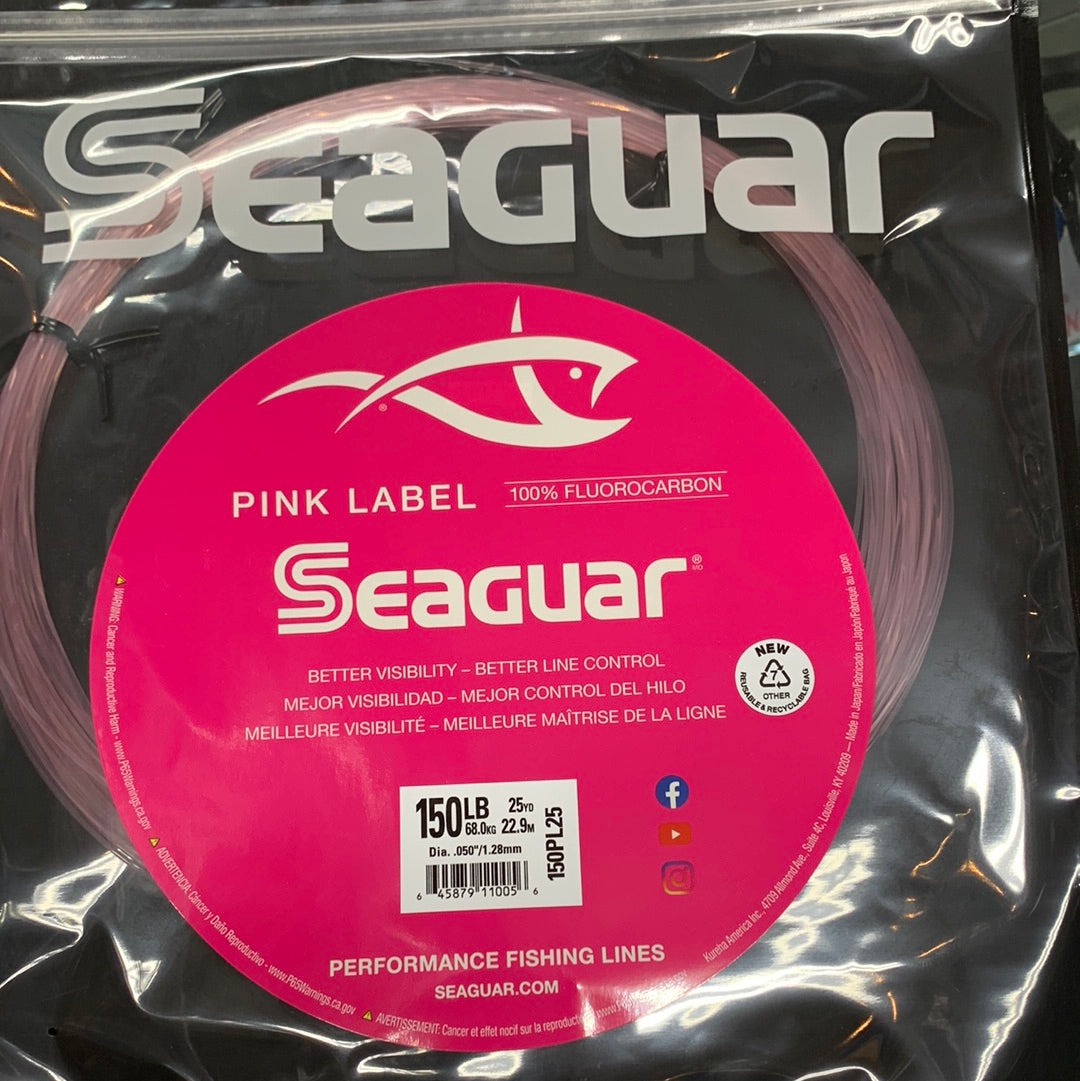 SEAGUAR
PINK LABEL
100% FLUOROCARBON
SEAGUAR®
MD
BETTER VISIBILITY – BETTER LINE CONTROL
MEJOR VISIBILIDAD – MEJOR CONTROL DEL HILO
MEILLEURE VISIBILITÉ – MEILLEURE MAÎTRISE DE LA LIGNE
NEW
7
OTHER
REUSABLE & RECYCLABLE BAG
150LB 25YD
68.0KG 22.9M
Dia. .050"/1.28mm
150PL25
6 45879 11005 6
PERFORMANCE FISHING LINES
SEAGUAR.COM
WARNING: Cancer and Reproductive Harm - www.P65Warnings.ca.gov
ADVERTENCIA: Cáncer y Daño Reproductivo - www.P65Warnings.ca.gov
AVERTISSEMENT: Cancer et effet nocif sur la
Kureha America Inc., 4709 Allmond Ave., Suite 4C, Louisville, KY 40209 — Made in Japan/Fabricado en Japón/Fabriqué au Japon